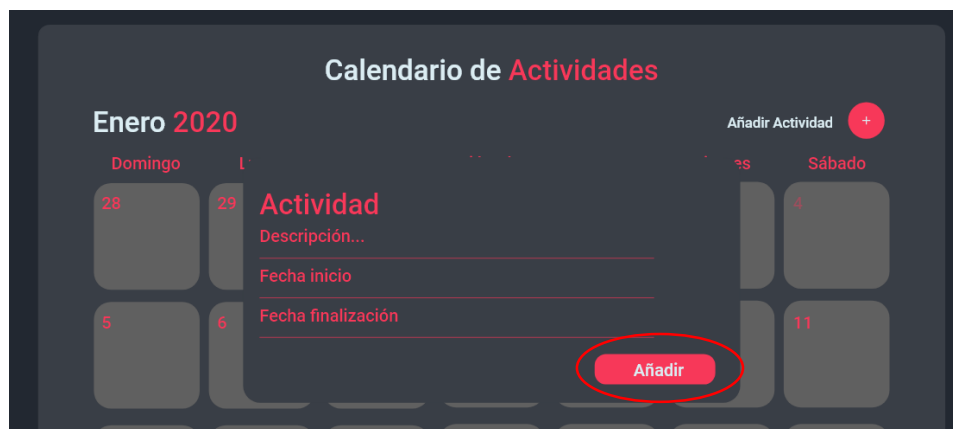 Calendario de Actividades
Enero 2020
Añadir Actividad +
Domingo
Sábado
28
29
4
Actividad
Descripción...
Fecha inicio
Fecha finalización
5
6
11
Añadir